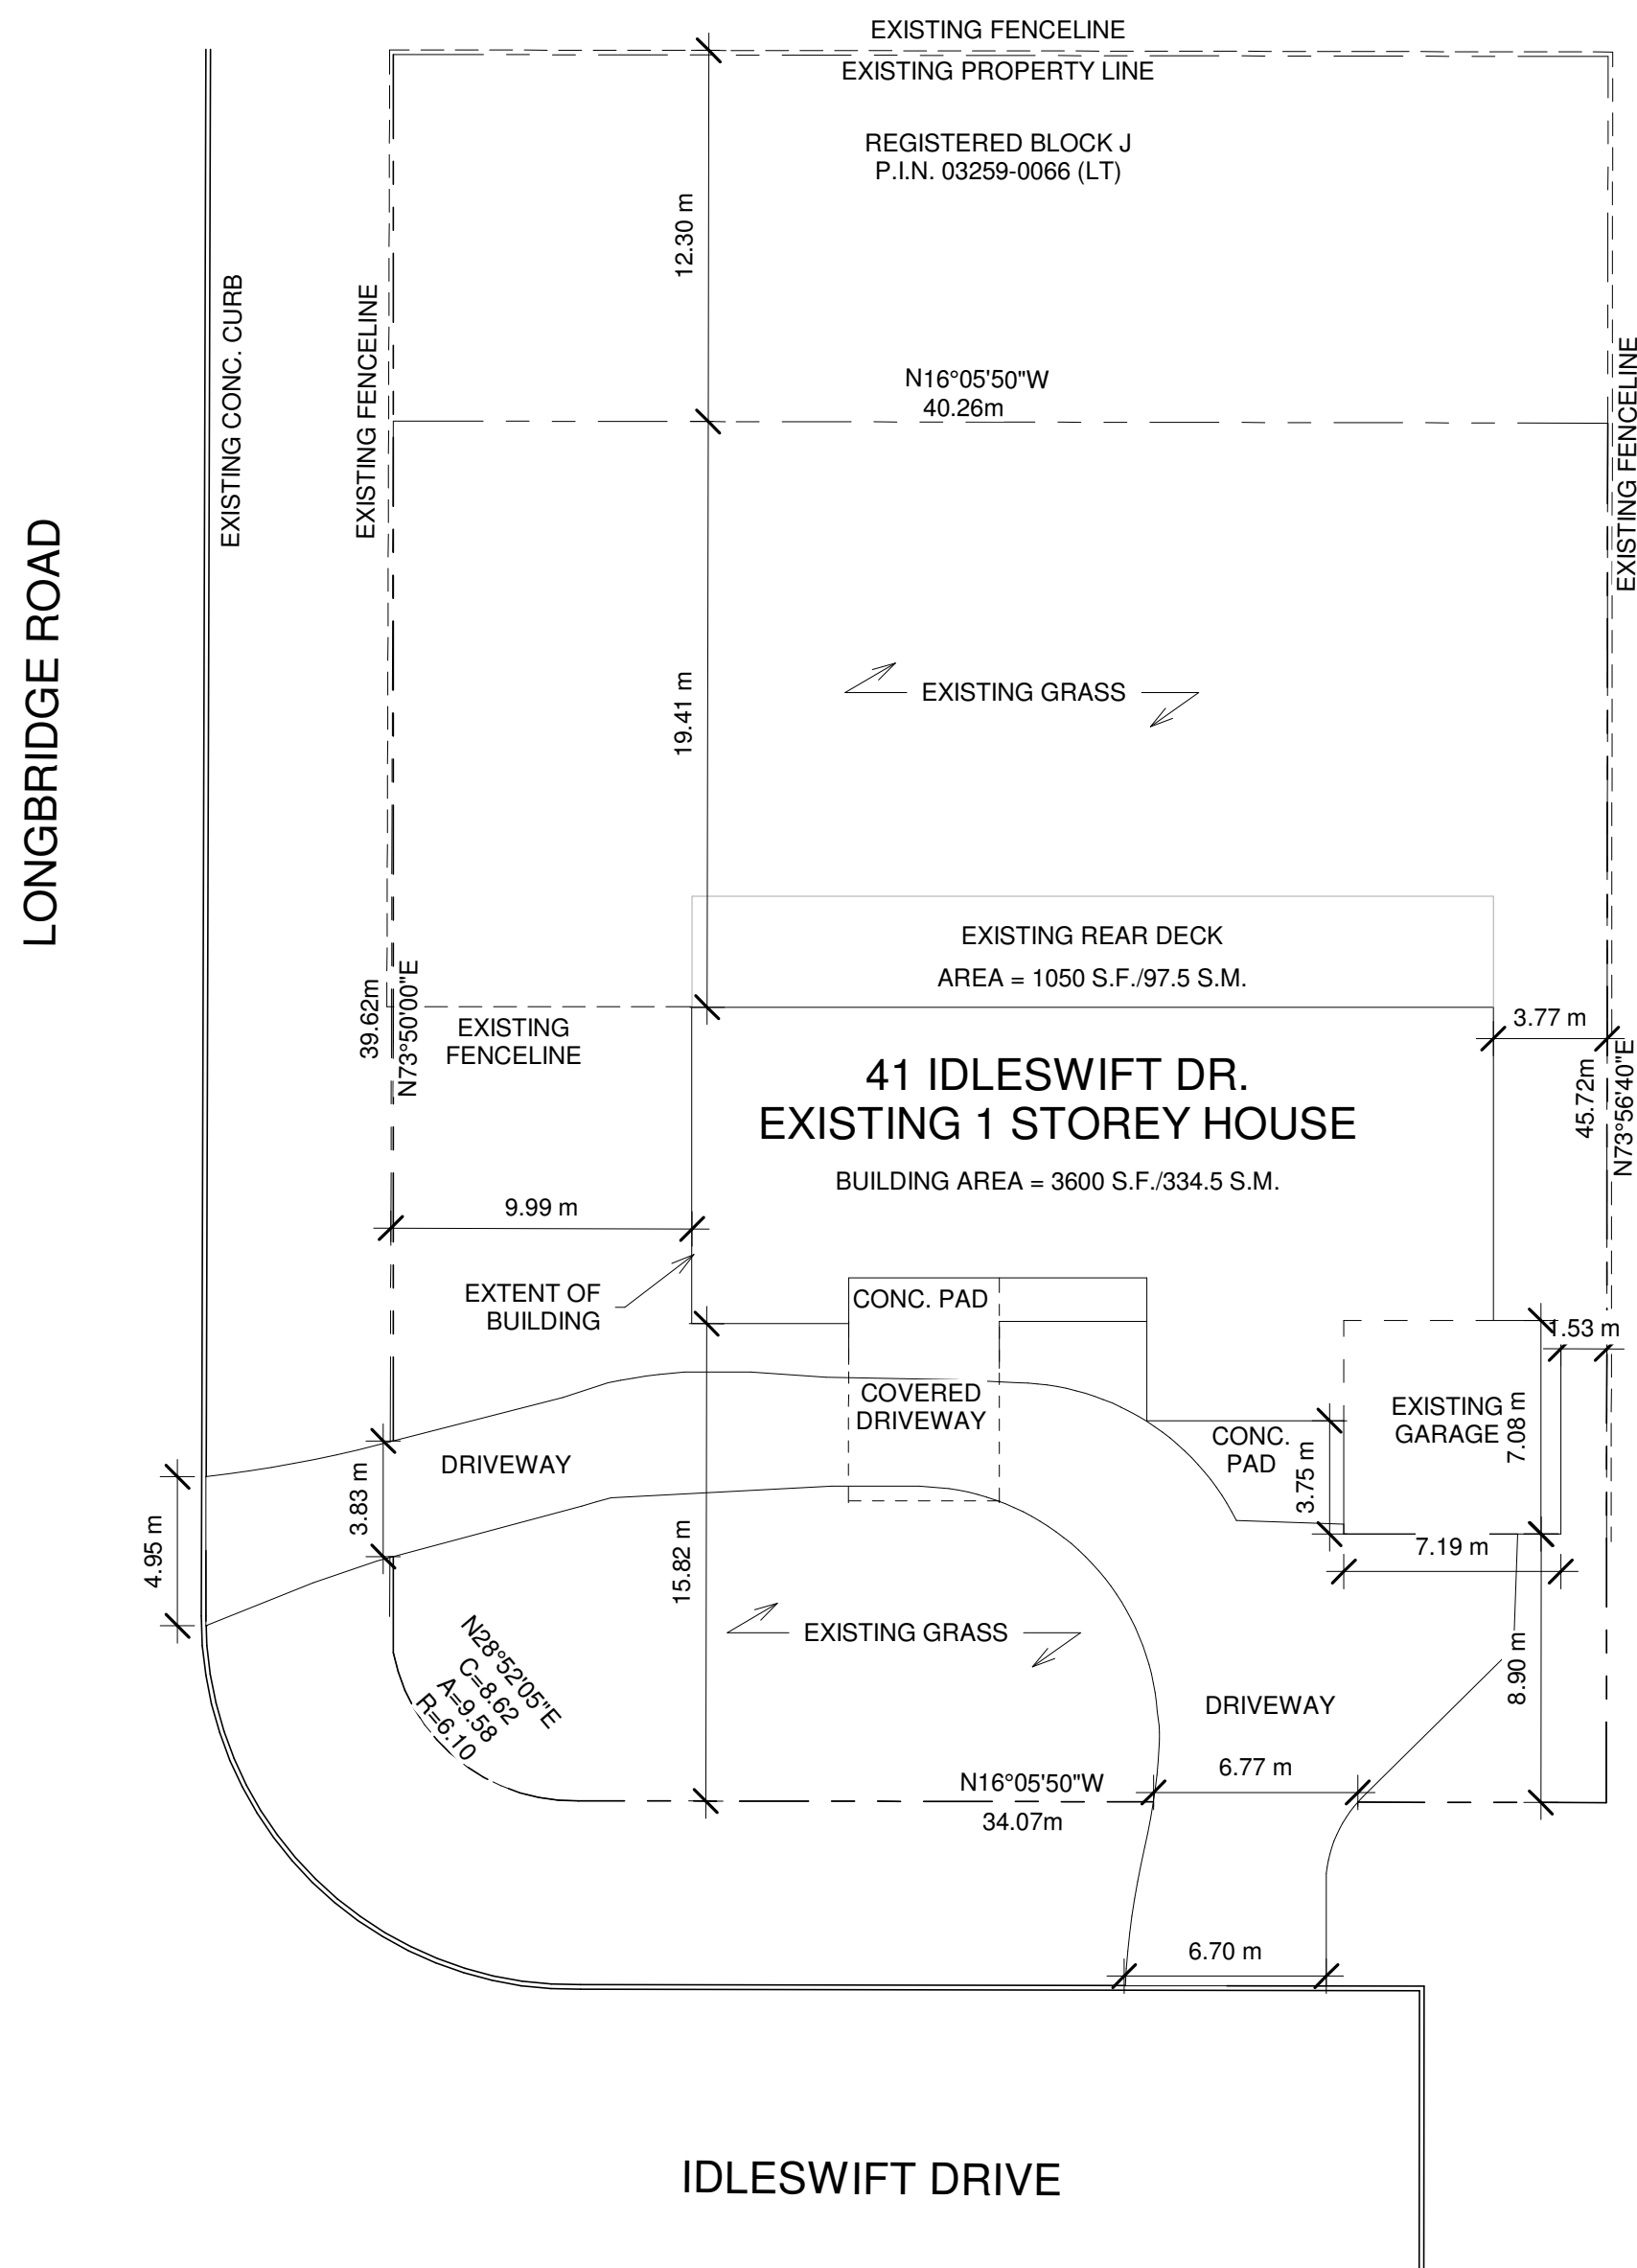 EXISTING FENCELINE
EXISTING PROPERTY LINE
REGISTERED BLOCK J
P.I.N. 03259-0066 (LT)
12.30 m
EXISTING CONC. CURB
EXISTING FENCELINE
EXISTING FENCELINE
N16°05'50"W
40.26m
LONGBRIDGE ROAD
19.41 m
EXISTING GRASS
EXISTING REAR DECK
AREA = 1050 S.F./97.5 S.M.
39.62m
N73°50'00"E
EXISTING
FENCELINE
3.77 m
45.72m
N73°56'40"E
41 IDLESWIFT DR.
EXISTING 1 STOREY HOUSE
BUILDING AREA = 3600 S.F./334.5 S.M.
9.99 m
EXTENT OF
BUILDING
CONC. PAD
1.53 m
COVERED
DRIVEWAY
EXISTING
GARAGE
7.08 m
CONC.
PAD
3.75 m
DRIVEWAY
3.83 m
4.95 m
7.19 m
15.82 m
EXISTING GRASS
N28°52'05"E
C=8.62
A=9.58
R=6.10
8.90 m
DRIVEWAY
6.77 m
N16°05'50"W
34.07m
6.70 m
IDLESWIFT DRIVE